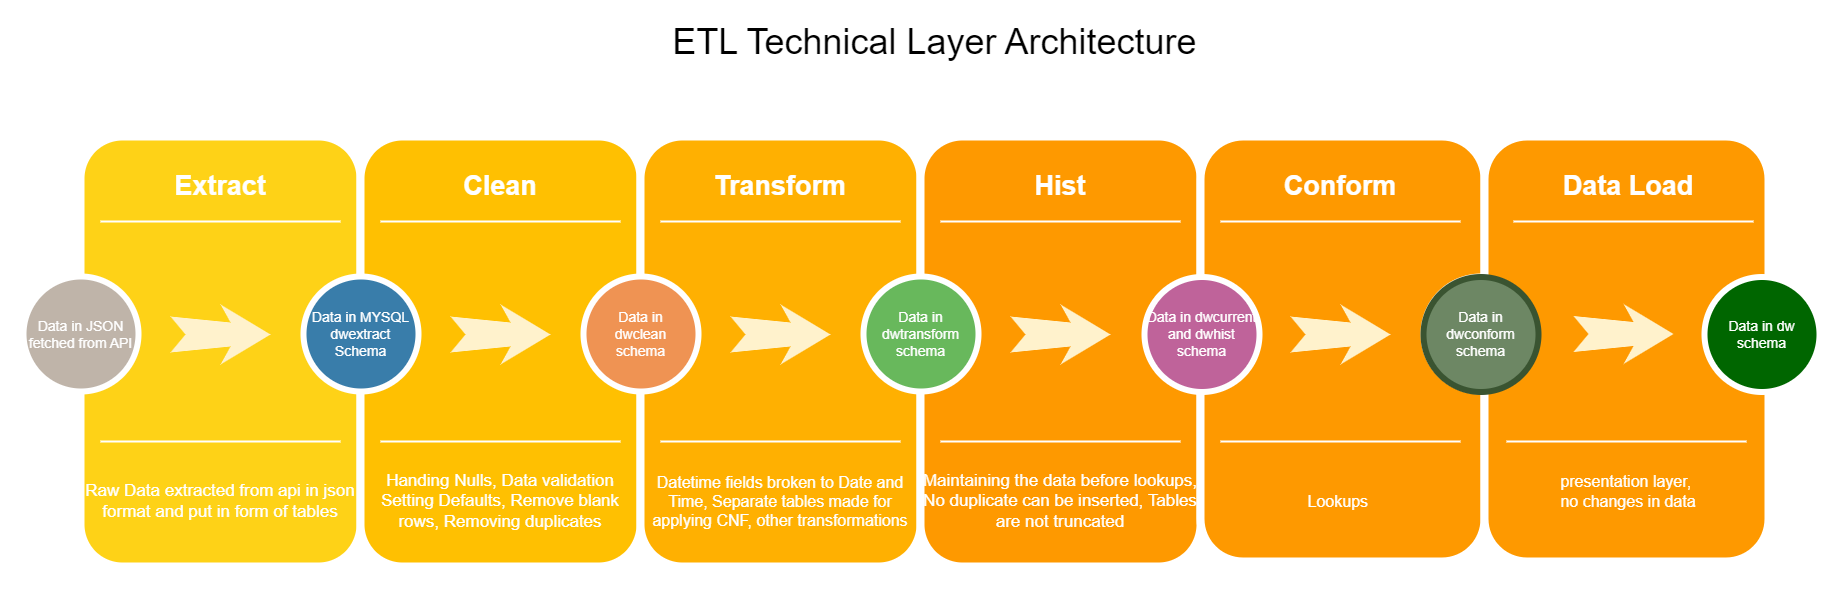 ETL Technical Layer Architecture
Extract
Clean
Transform
Hist
Conform
Data Load
Data in JSON
fetched from API
Data in MYSQL
dwextract
Schema
Data in
dwclean
schema
Data in
dwtransform
schema
Data in dwcurrent
and dwhist
schema
Data in
dwconform
schema
Data in dw
schema
Raw Data extracted from api in json
format and put in form of tables
Handing Nulls, Data validation
Setting Defaults, Remove blank
rows, Removing duplicates
Datetime fields broken to Date and
Time, Separate tables made for
applying CNF, other transformations
Maintaining the data before lookups,
No duplicate can be inserted, Tables
are not truncated
Lookups
presentation layer,
no changes in data